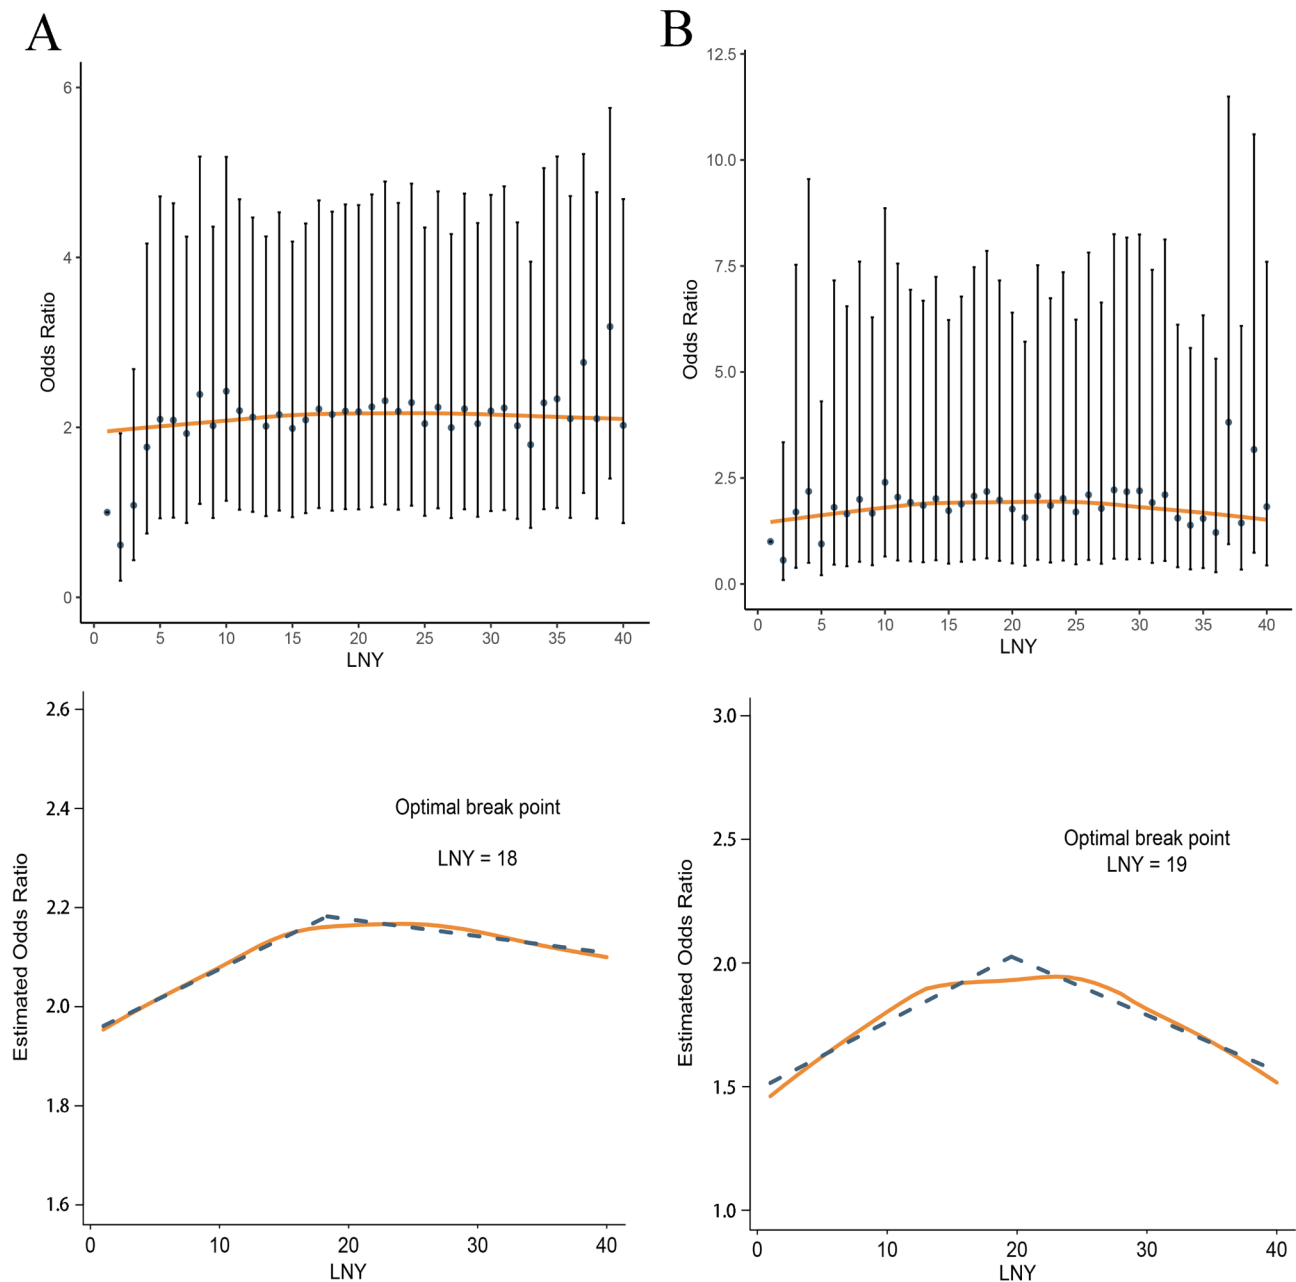 A
B
6
4
2
0
Odds Ratio
0 5 10 15 20 25 30 35 40
LNY
12.5
10.0
7.5
5.0
2.5
0.0
Odds Ratio
0 5 10 15 20 25 30 35 40
LNY
2.6
2.4
2.2
2.0
1.8
1.6
Estimated Odds Ratio
Optimal break point
LNY = 18
0 10 20 30 40
LNY
3.0
2.5
2.0
1.5
1.0
Estimated Odds Ratio
Optimal break point
LNY = 19
0 10 20 30 40
LNY